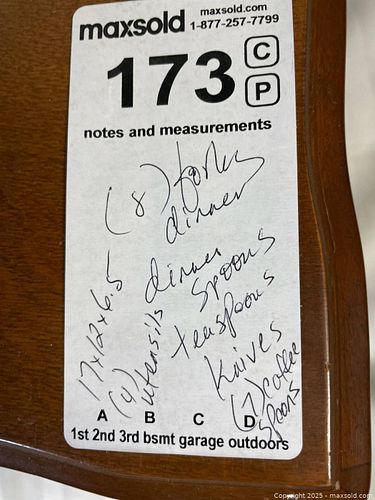 maxsold
maxsold.com
1-877-257-7799
173
C
P
notes and measurements
(8) forks
dinner
dinner
spoons
teaspoons
Knives
(7) coffee
spoons
17x12x6.5
(4) utensils
A B C D
1st 2nd 3rd bsmt garage outdoors
Copyright 2025 - maxsold.com